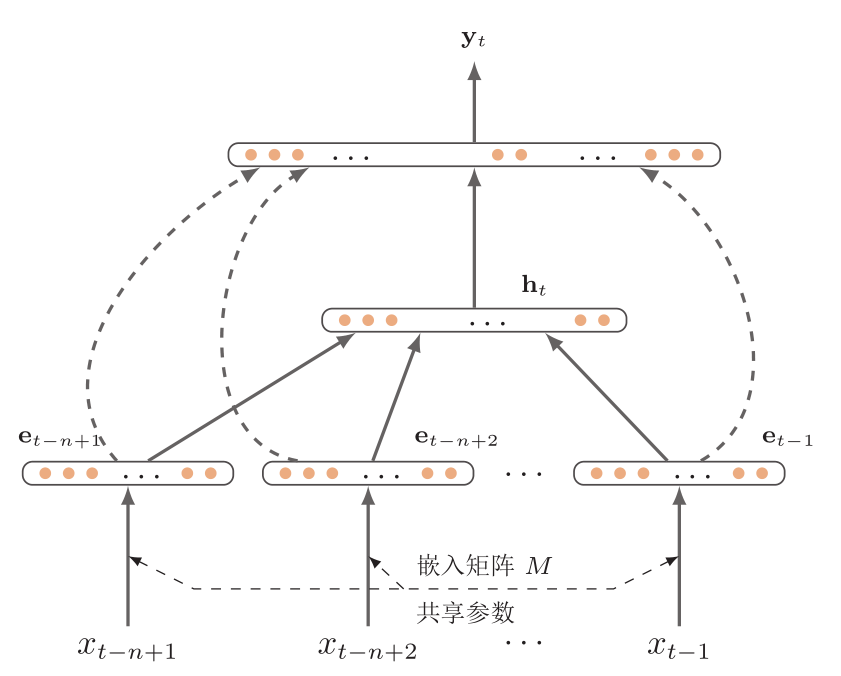 y_t
. . .
. . .
h_t
. . .
e_{t−n+1}
e_{t−n+2}
e_{t−1}
. . .
. . .
. . .
. . .
嵌入矩阵 M
共享参数
x_{t−n+1}
x_{t−n+2}
. . .
x_{t−1}